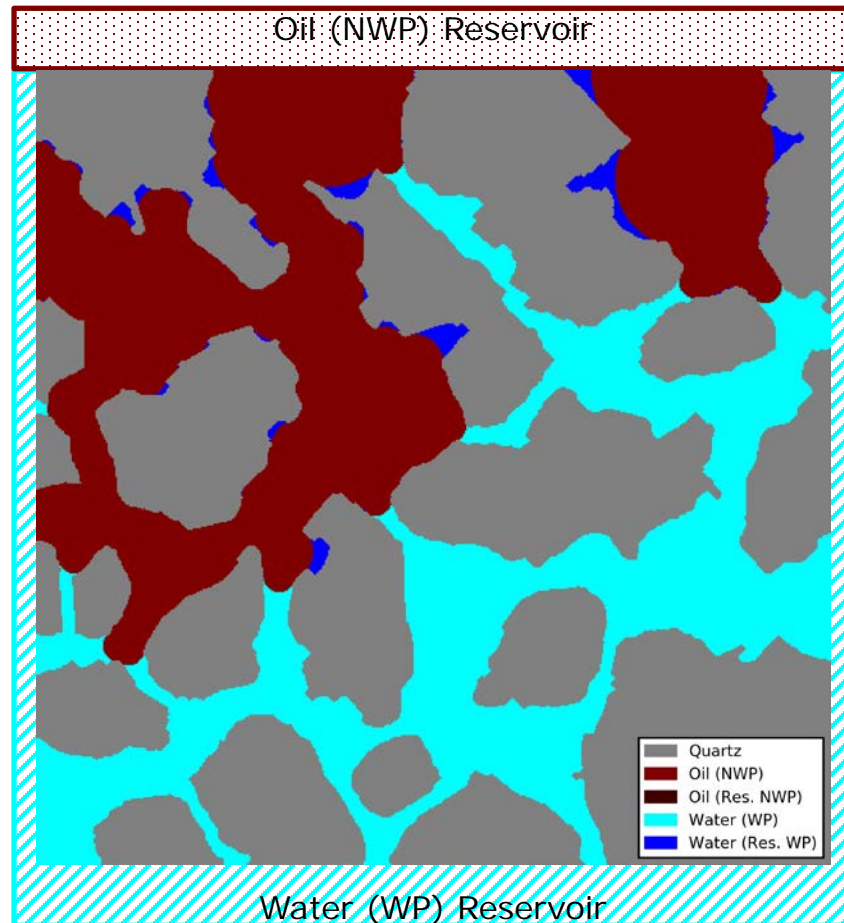 Oil (NWP) Reservoir
Quartz
Oil (NWP)
Oil (Res. NWP)
Water (WP)
Water (Res. WP)
Water (WP) Reservoir